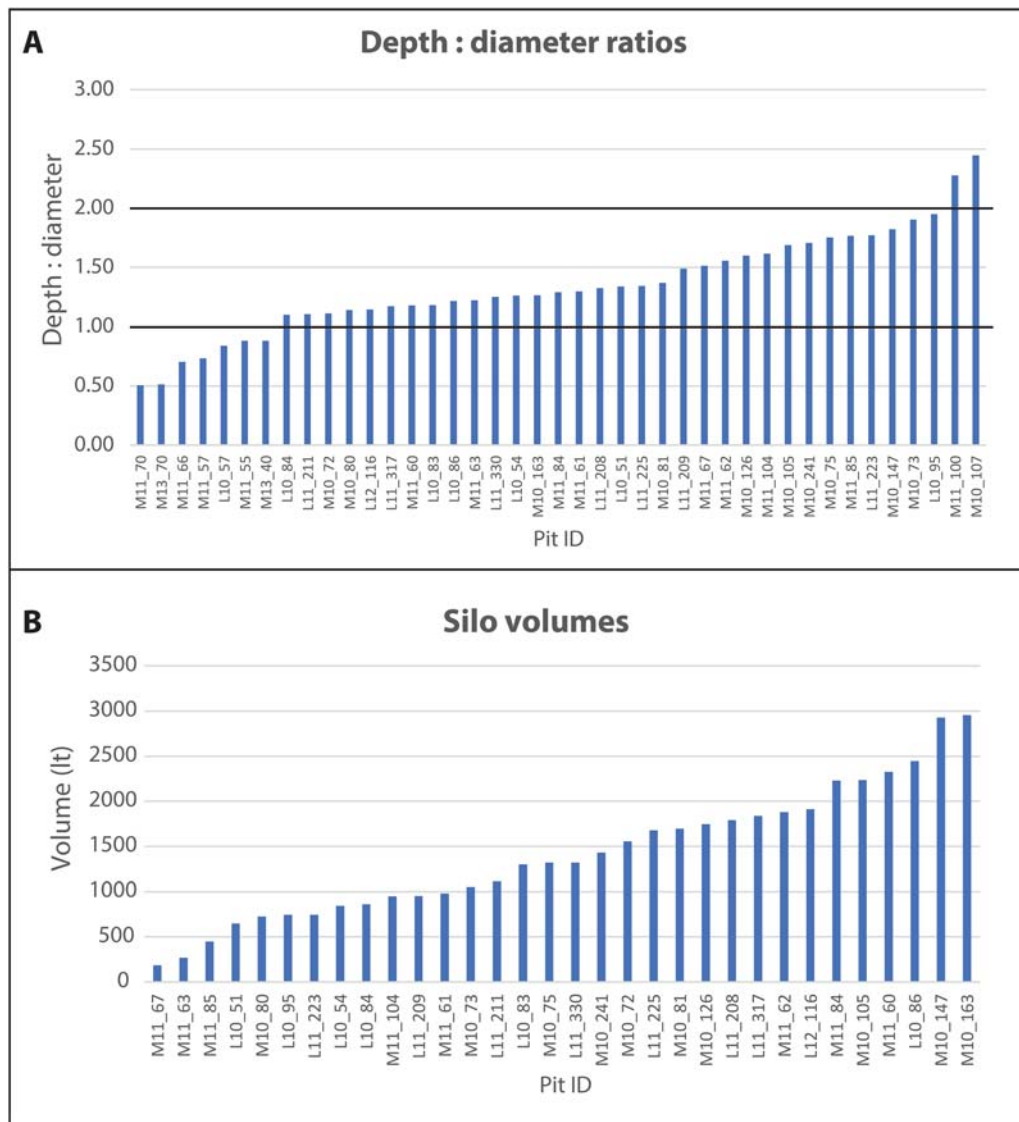 A
Depth : diameter ratios
3.00
2.50
2.00
1.50
1.00
0.50
0.00
Depth : diameter
M11_70
M13_70
M11_66
M11_57
L10_57
M11_55
M13_40
L10_84
L11_211
M10_72
M10_80
L12_116
L11_317
M11_60
L10_83
L10_86
M11_63
L11_330
L10_54
M10_163
M11_84
M11_61
L11_208
L10_51
L11_225
M10_81
L11_209
M11_67
M11_62
M10_126
M11_104
M10_105
M10_241
M10_75
M11_85
L11_223
M10_147
M10_73
L10_95
M11_100
M10_107
Pit ID
B
Silo volumes
3500
3000
2500
2000
1500
1000
500
0
Volume (lt)
M11_67
M11_63
M11_85
L10_51
M10_80
L10_95
L11_223
L10_54
L10_84
M11_104
L11_209
M11_61
M10_73
L11_211
L10_83
M10_75
L11_330
M10_241
M10_72
L11_225
M10_81
M10_126
L11_208
L11_317
M11_62
L12_116
M11_84
M10_105
M11_60
L10_86
M10_147
M10_163
Pit ID